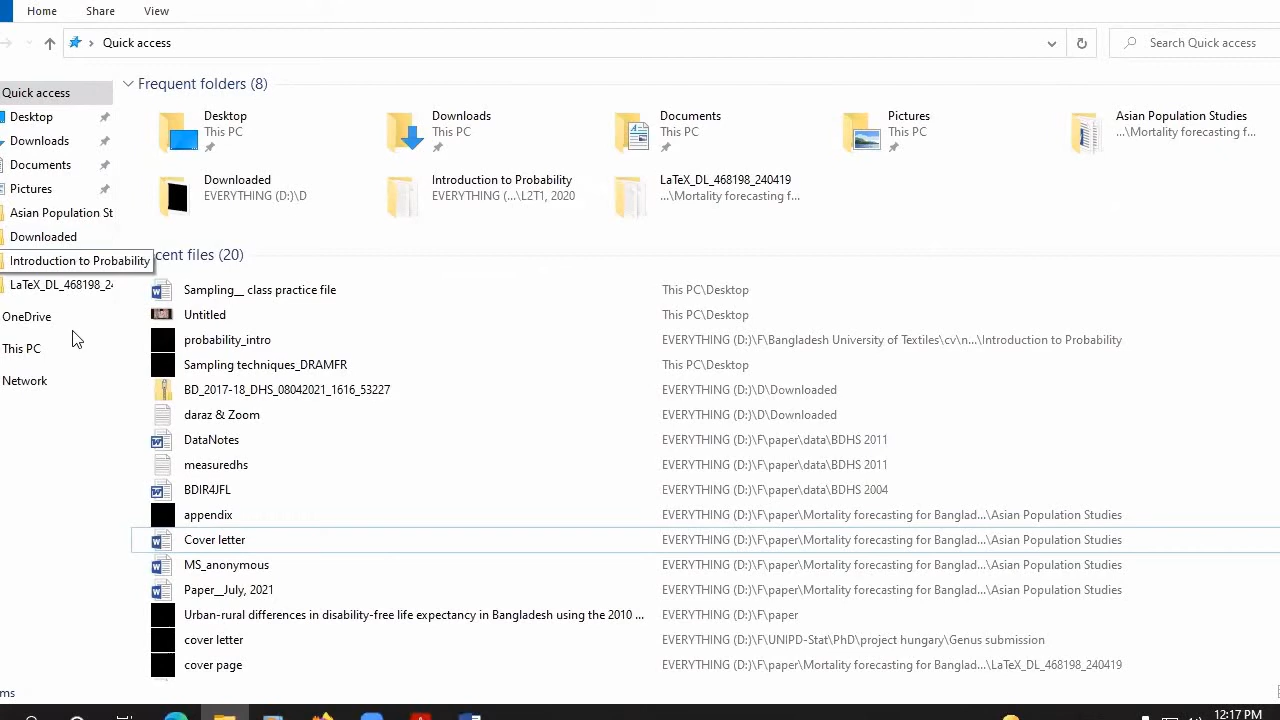 Home Share View
Quick access
Search Quick access
Quick access
Desktop
Downloads
Documents
Pictures
Asian Population St
Downloaded
Introduction to Probability
LaTeX_DL_468198_24
OneDrive
This PC
Network
Frequent folders (8)
Desktop
This PC
Downloads
This PC
Documents
This PC
Pictures
This PC
Asian Population Studies
...\Mortality forecasting fo...
Downloaded
EVERYTHING (D:)\D
Introduction to Probability
EVERYTHING (...\L2T1, 2020
LaTeX_DL_468198_240419
...\Mortality forecasting fo...
cent files (20)
Sampling__ class practice file This PC\Desktop
Untitled This PC\Desktop
probability_intro EVERYTHING (D:)\F\Bangladesh University of Textiles\cv\n...\Introduction to Probability
Sampling techniques_DRAMFR This PC\Desktop
BD_2017-18_DHS_08042021_1616_53227 EVERYTHING (D:)\D\Downloaded
daraz & Zoom EVERYTHING (D:)\D\Downloaded
DataNotes EVERYTHING (D:)\F\paper\data\BDHS 2011
measuredhs EVERYTHING (D:)\F\paper\data\BDHS 2011
BDIR4JFL EVERYTHING (D:)\F\paper\data\BDHS 2004
appendix EVERYTHING (D:)\F\paper\Mortality forecasting for Banglad...\Asian Population Studies
Cover letter EVERYTHING (D:)\F\paper\Mortality forecasting for Banglad...\Asian Population Studies
MS_anonymous EVERYTHING (D:)\F\paper\Mortality forecasting for Banglad...\Asian Population Studies
Paper__July, 2021 EVERYTHING (D:)\F\paper\Mortality forecasting for Banglad...\Asian Population Studies
Urban-rural differences in disability-free life expectancy in Bangladesh using the 2010 ... EVERYTHING (D:)\F\paper
cover letter EVERYTHING (D:)\F\UNIPD-Stat\PhD\project hungary\Genus submission
cover page EVERYTHING (D:)\F\paper\Mortality forecasting for Banglad...\LaTeX_DL_468198_240419
ms
12:17 PM